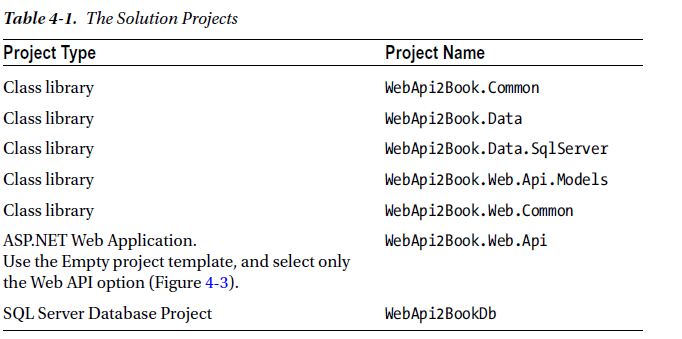 Table 4-1. The Solution Projects
Project Type Project Name
Class library WebApi2Book.Common
Class library WebApi2Book.Data
Class library WebApi2Book.Data.SqlServer
Class library WebApi2Book.Web.Api.Models
Class library WebApi2Book.Web.Common
ASP.NET Web Application. WebApi2Book.Web.Api
Use the Empty project template, and select only
the Web API option (Figure 4-3).
SQL Server Database Project WebApi2BookDb